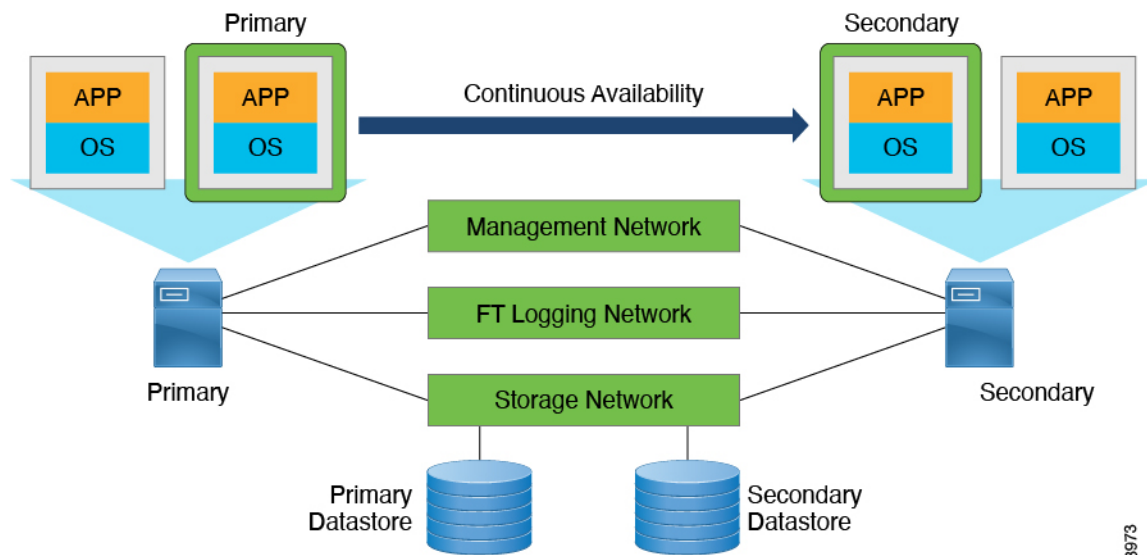 Primary
Secondary
APP
APP
Continuous Availability
APP
APP
OS
OS
OS
OS
Management Network
FT Logging Network
Primary
Secondary
Storage Network
Primary
Datastore
Secondary
Datastore